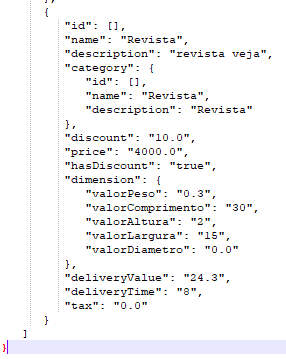 {
"id": [],
"name": "Revista",
"description": "revista veja",
"category": {
"id": [],
"name": "Revista",
"description": "Revista"
},
"discount": "10.0",
"price": "4000.0",
"hasDiscount": "true",
"dimension": {
"valorPeso": "0.3",
"valorComprimento": "30",
"valorAltura": "2",
"valorLargura": "15",
"valorDiametro": "0.0"
},
"deliveryValue": "24.3",
"deliveryTime": "8",
"tax": "0.0"
}
]
}